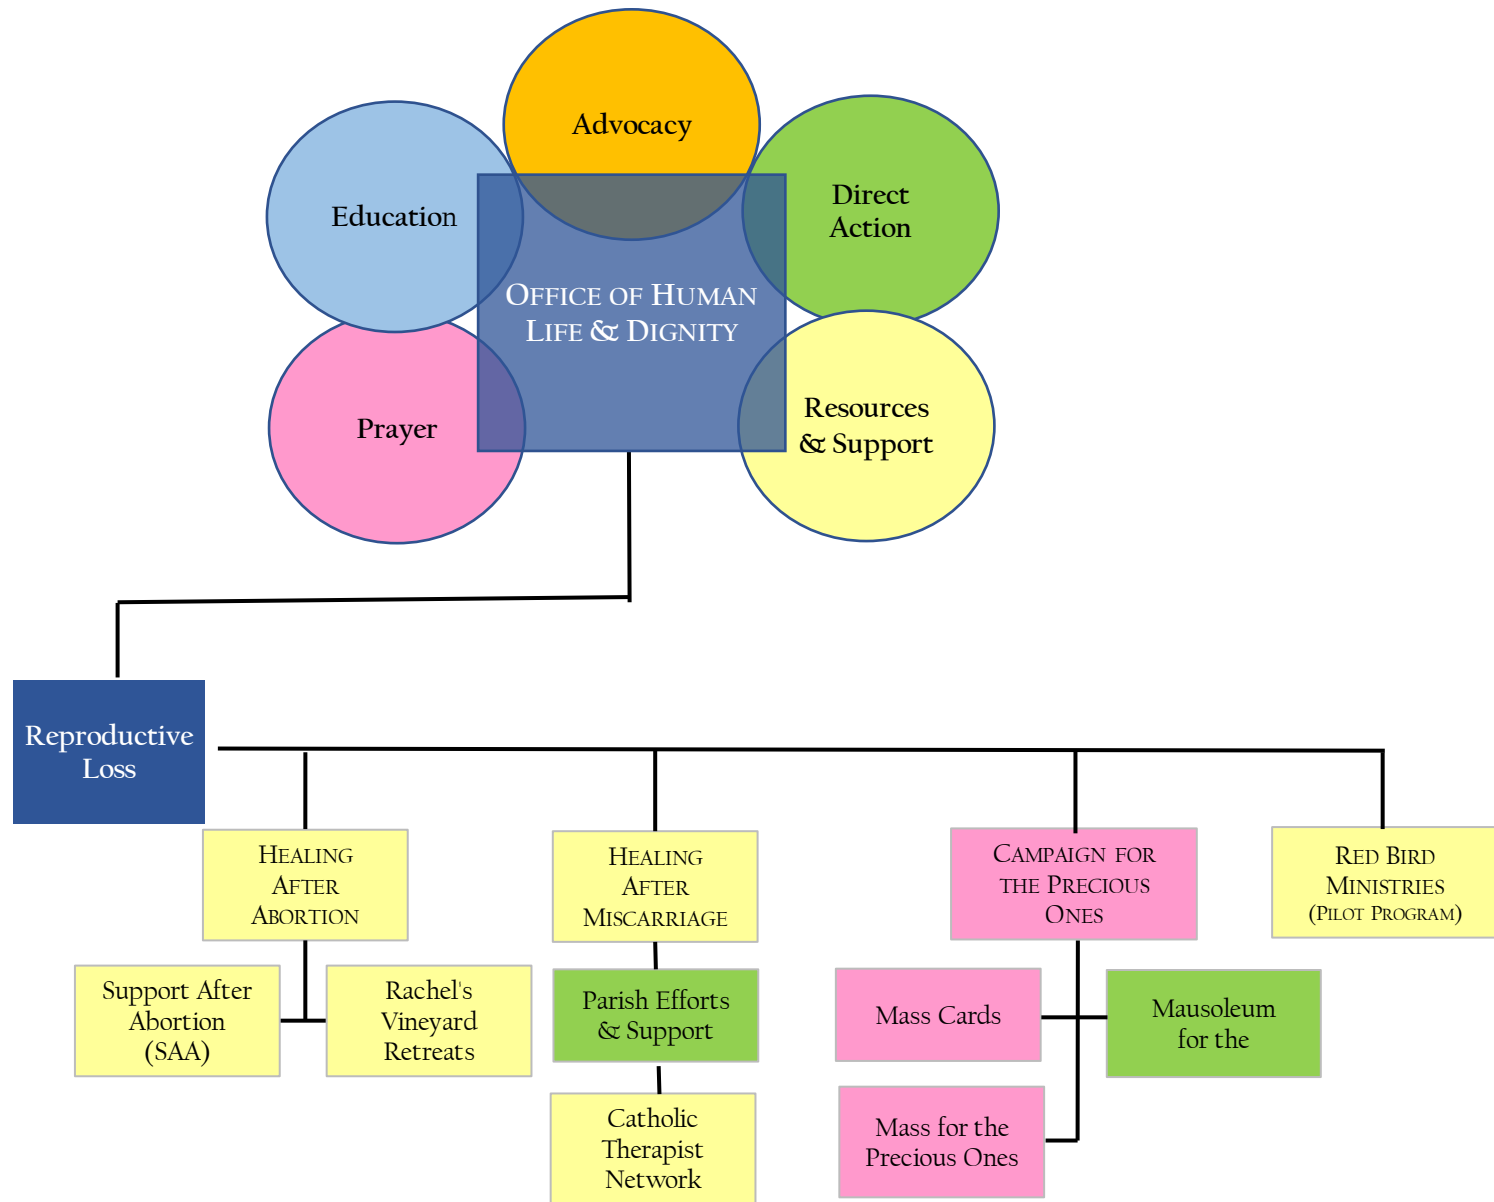 Advocacy
Education
Direct
Action
OFFICE OF HUMAN
LIFE & DIGNITY
Prayer
Resources
& Support
Reproductive
Loss
HEALING
AFTER
ABORTION
HEALING
AFTER
MISCARRIAGE
CAMPAIGN FOR
THE PRECIOUS
ONES
RED BIRD
MINISTRIES
(PILOT PROGRAM)
Support After
Abortion
(SAA)
Rachel's
Vineyard
Retreats
Parish Efforts
& Support
Mass Cards
Mausoleum
for the
Catholic
Therapist
Network
Mass for the
Precious Ones